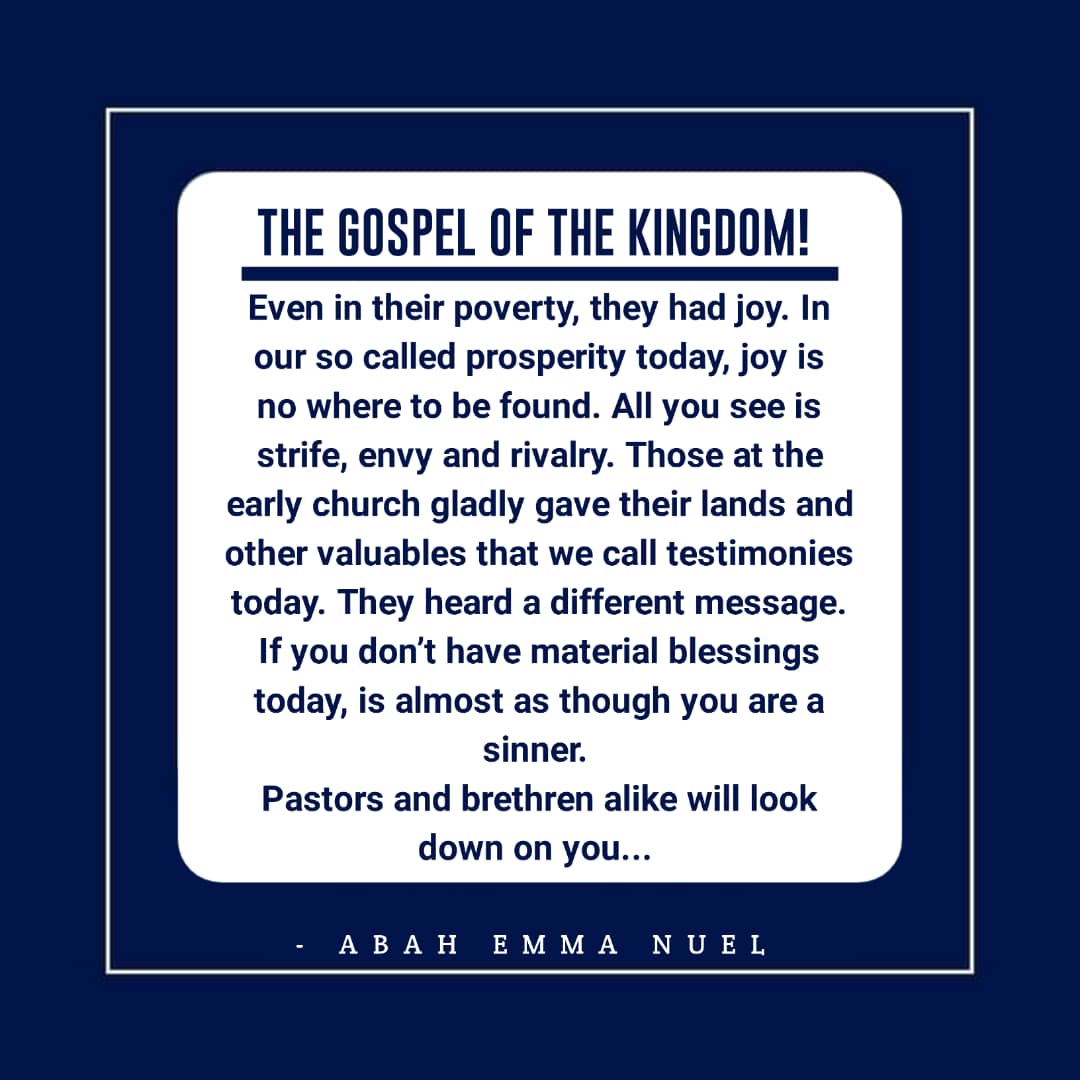 THE GOSPEL OF THE KINGDOM!
Even in their poverty, they had joy. In
our so called prosperity today, joy is
no where to be found. All you see is
strife, envy and rivalry. Those at the
early church gladly gave their lands and
other valuables that we call testimonies
today. They heard a different message.
If you don’t have material blessings
today, is almost as though you are a
sinner.
Pastors and brethren alike will look
down on you...
- ABAH EMMA NUEL